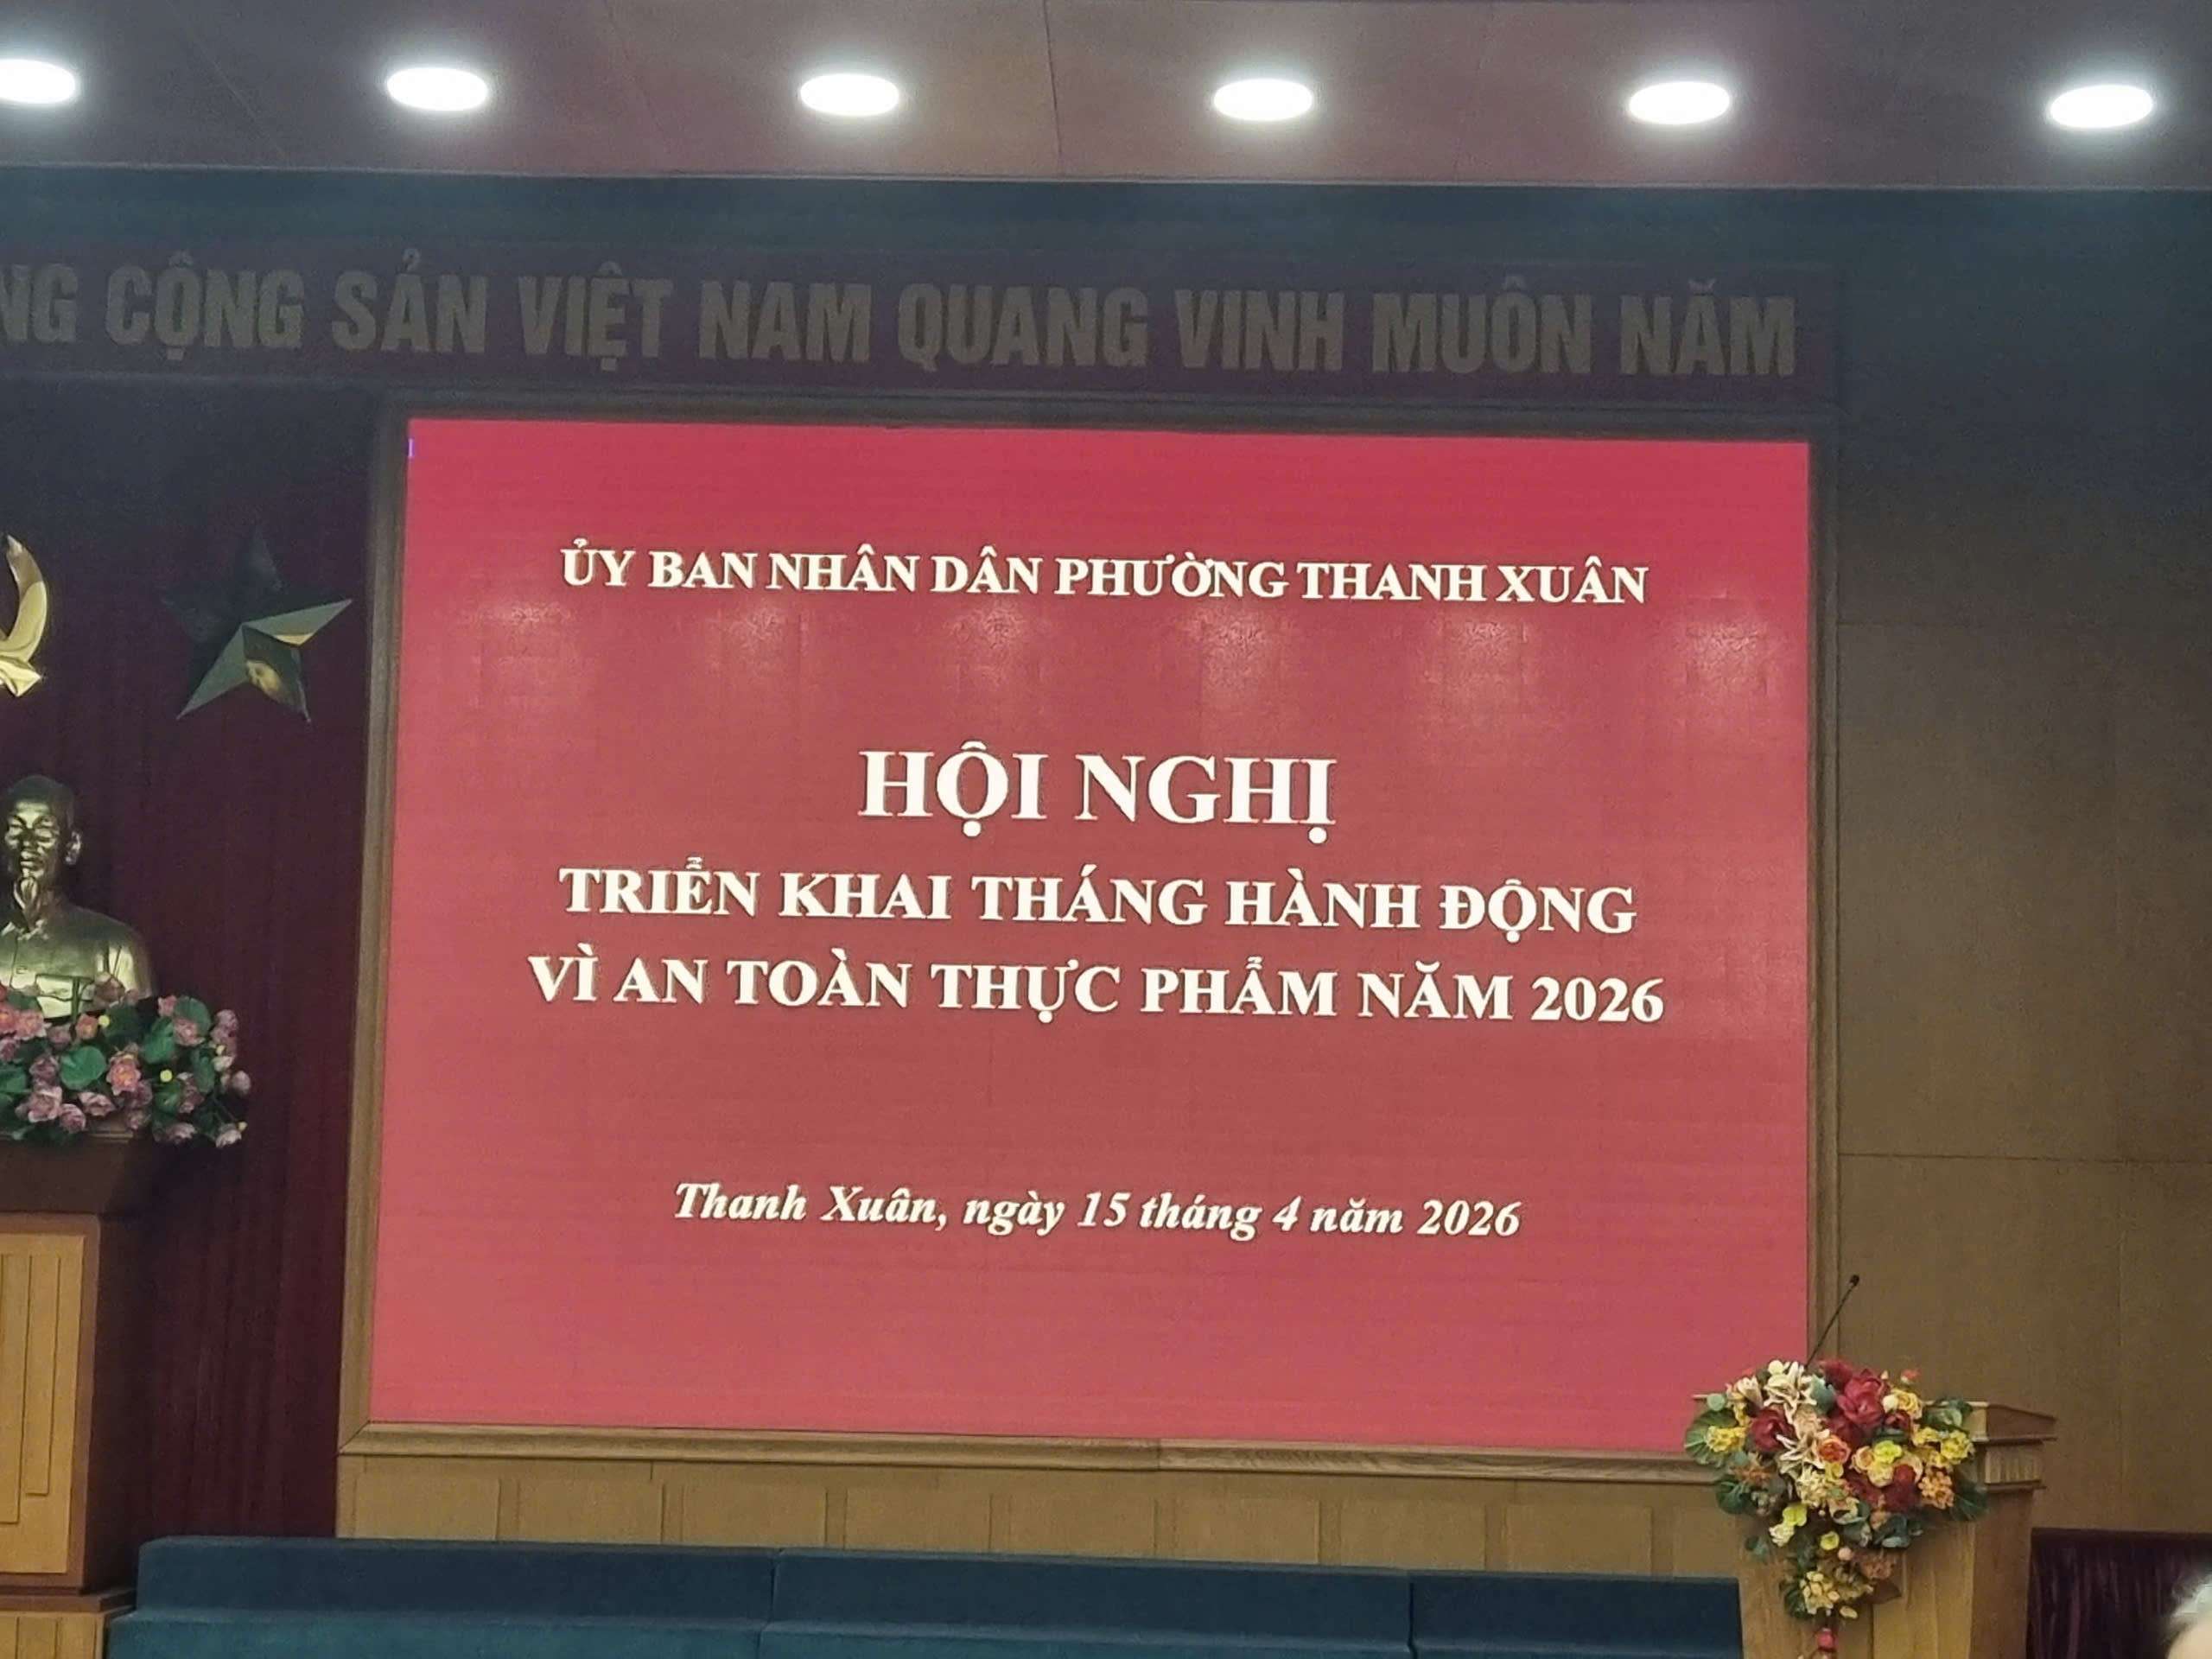 NG CỘNG SẢN VIỆT NAM QUANG VINH MUÔN NĂM
ỦY BAN NHÂN DÂN PHƯỜNG THANH XUÂN
HỘI NGHỊ
TRIỄN KHAI THÁNG HÀNH ĐỘNG
VÌ AN TOÀN THỰC PHẨM NĂM 2026
Thanh Xuân, ngày 15 tháng 4 năm 2026